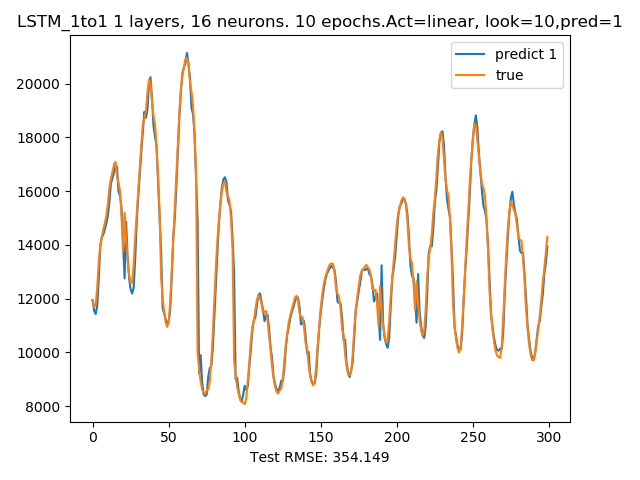 LSTM_1to1 1 layers, 16 neurons. 10 epochs.Act=linear, look=10,pred=1
predict 1
true
20000
18000
16000
14000
12000
10000
8000
0 50 100 150 200 250 300
Test RMSE: 354.149